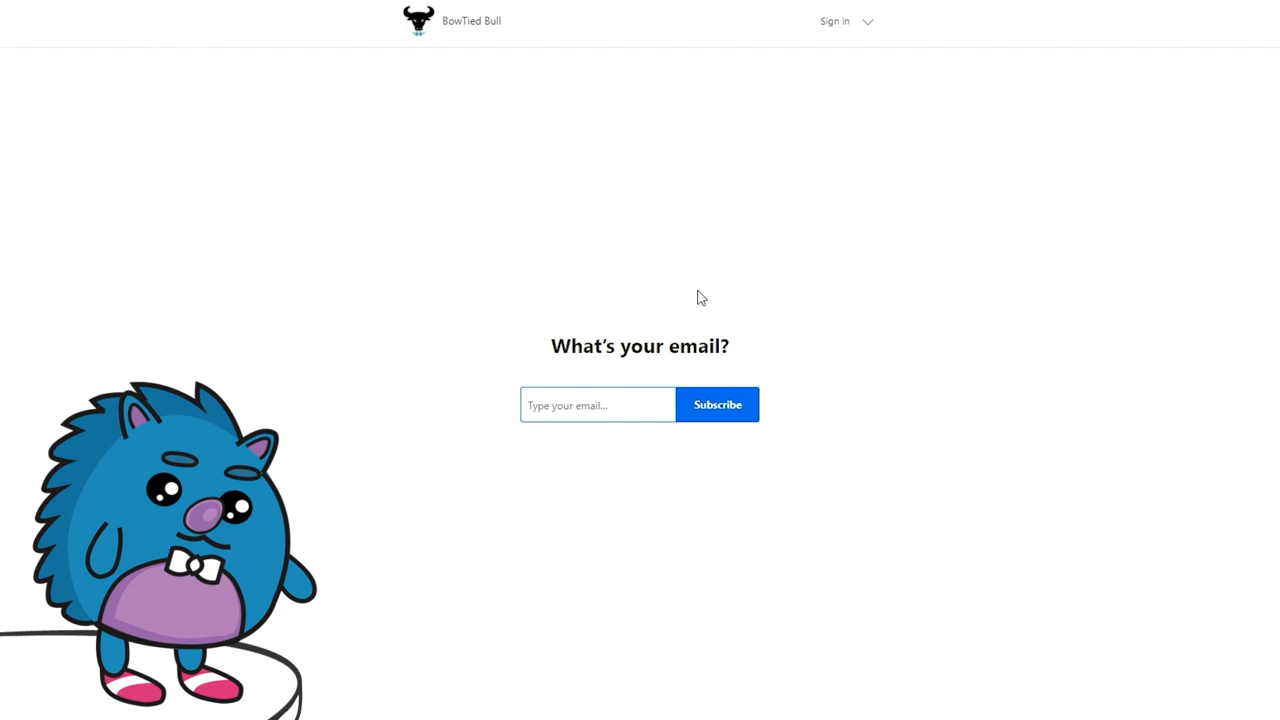 BowTied Bull
Sign in
What's your email?
Type your email...
Subscribe